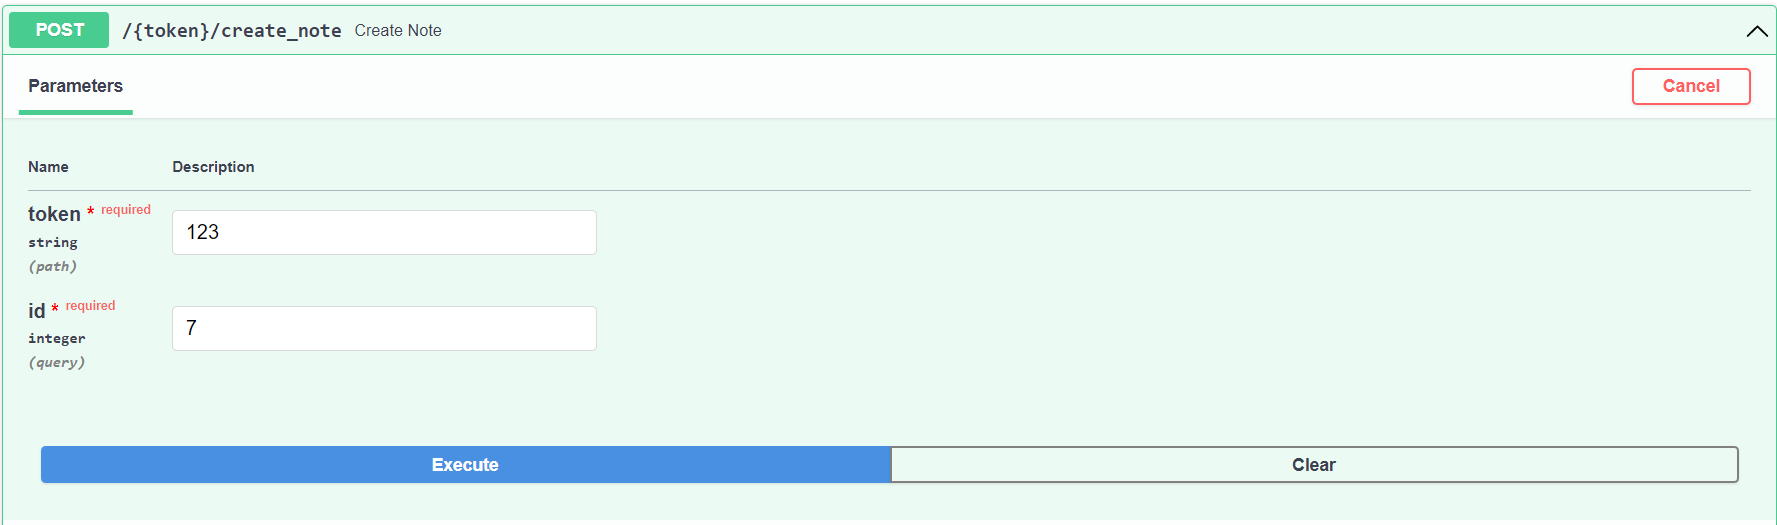 POST /{token}/create_note Create Note
Parameters Cancel
Name Description
token * required
string
(path)
123
id * required
integer
(query)
7
Execute Clear